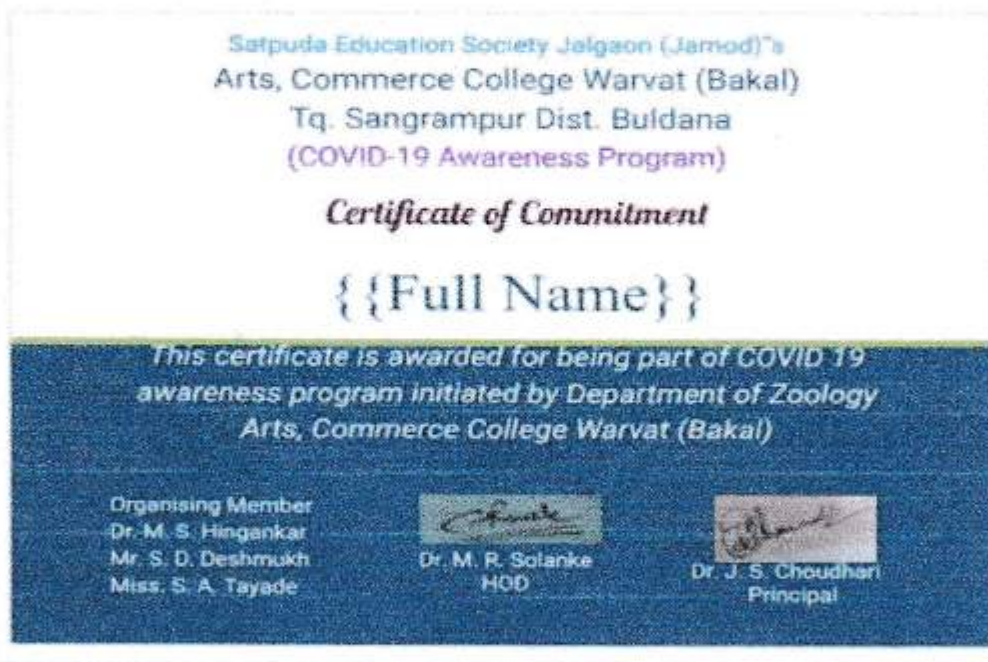 Satpuda Education Society Jalgaon (Jamod)"s
Arts, Commerce College Warvat (Bakal)
Tq. Sangrampur Dist. Buldana
(COVID-19 Awareness Program)
Certificate of Commitment
{{Full Name}}
This certificate is awarded for being part of COVID 19
awareness program initiated by Department of Zoology
Arts, Commerce College Warvat (Bakal)
Organising Member
Dr. M. S. Hingankar
Mr. S. D. Deshmukh
Miss. S. A. Tayade
Dr. M. R. Solanke
HOD
Dr. J. S. Choudhari
Principal